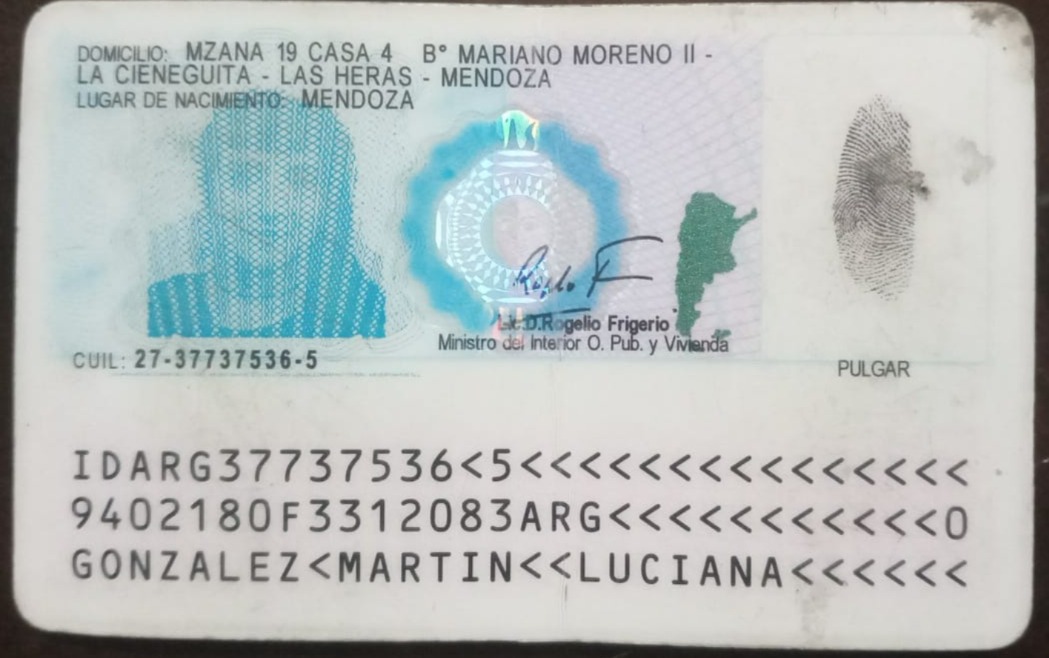 DOMICILIO: MZANA 19 CASA 4 B° MARIANO MORENO II -
LA CIENEGUITA - LAS HERAS - MENDOZA
LUGAR DE NACIMIENTO: MENDOZA
Lic.D.Rogelio Frigerio
Ministro del Interior O. Pub. y Vivienda
CUIL: 27-37737536-5
PULGAR
IDARG37737536<5<<<<<<<<<<<<<<<
9402180F3312083ARG<<<<<<<<<<<0
GONZALEZ<MARTIN<<LUCIANA<<<<<<